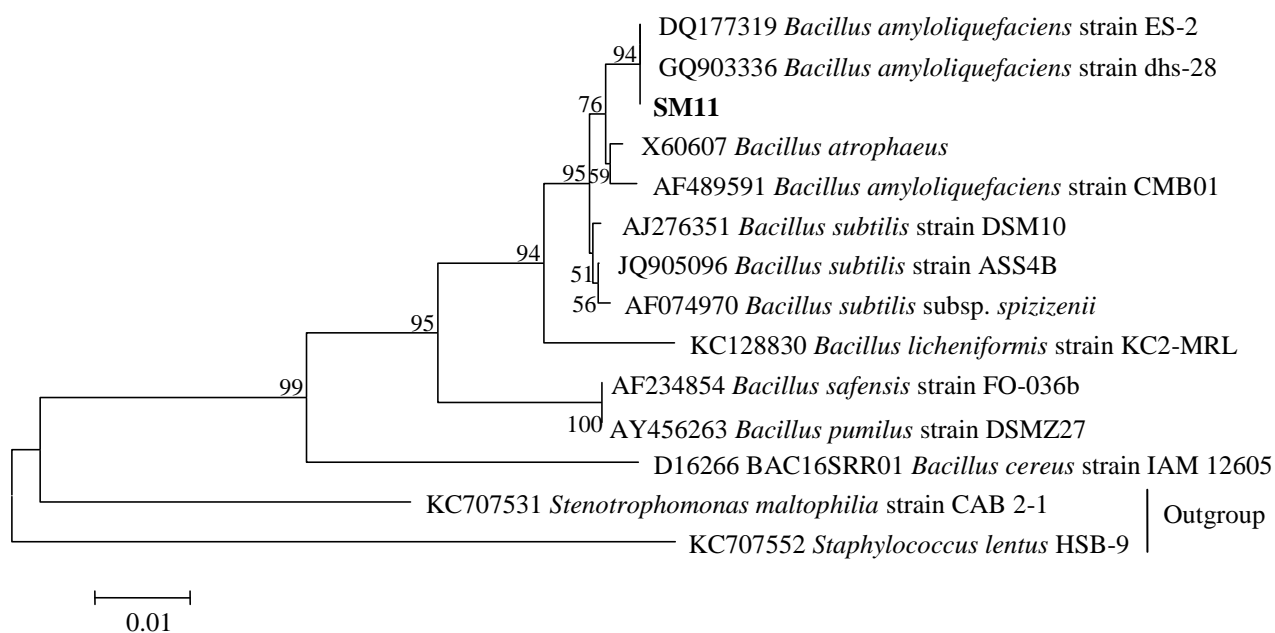 DQ177319 Bacillus amyloliquefaciens strain ES-2
94
GQ903336 Bacillus amyloliquefaciens strain dhs-28
76
SM11
X60607 Bacillus atrophaeus
95
59
AF489591 Bacillus amyloliquefaciens strain CMB01
AJ276351 Bacillus subtilis strain DSM10
94
JQ905096 Bacillus subtilis strain ASS4B
51
56
AF074970 Bacillus subtilis subsp. spizizenii
95
KC128830 Bacillus licheniformis strain KC2-MRL
99
AF234854 Bacillus safensis strain FO-036b
100
AY456263 Bacillus pumilus strain DSMZ27
D16266 BAC16SRR01 Bacillus cereus strain IAM 12605
KC707531 Stenotrophomonas maltophilia strain CAB 2-1
Outgroup
KC707552 Staphylococcus lentus HSB-9
0.01